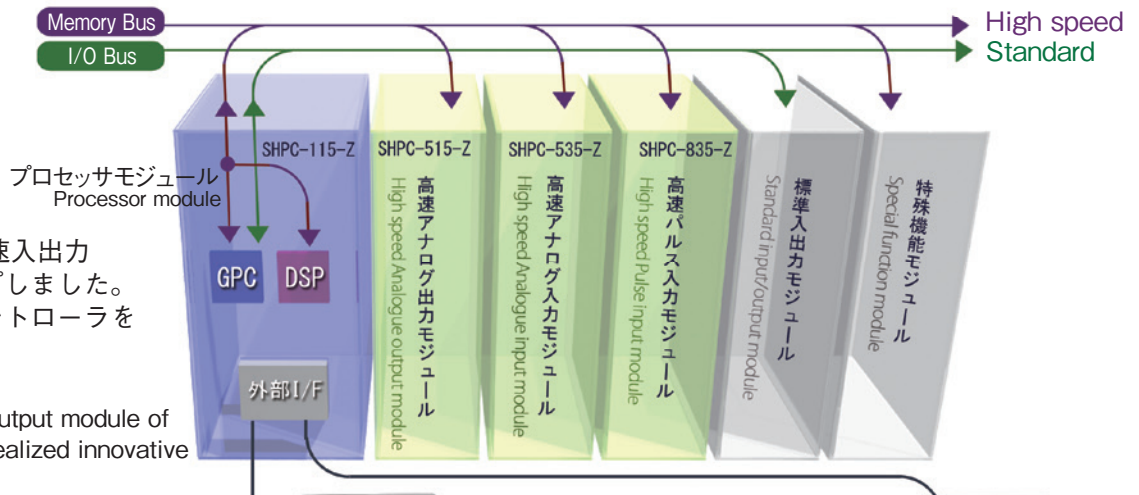 Memory Bus
High speed
I/O Bus
Standard
SHPC-115-Z
SHPC-515-Z
SHPC-535-Z
SHPC-835-Z
プロセッサモジュール
Processor module
高速アナログ出力モジュール
High speed Analogue output module
高速アナログ入力モジュール
High speed Analogue input module
高速パルス入力モジュール
High speed Pulse input module
標準入出力モジュール
Standard input/output module
特殊機能モジュール
Special function module
速入出力
プしました。
ントローラを
GPC
DSP
外部I/F
utput module of
ealized innovative